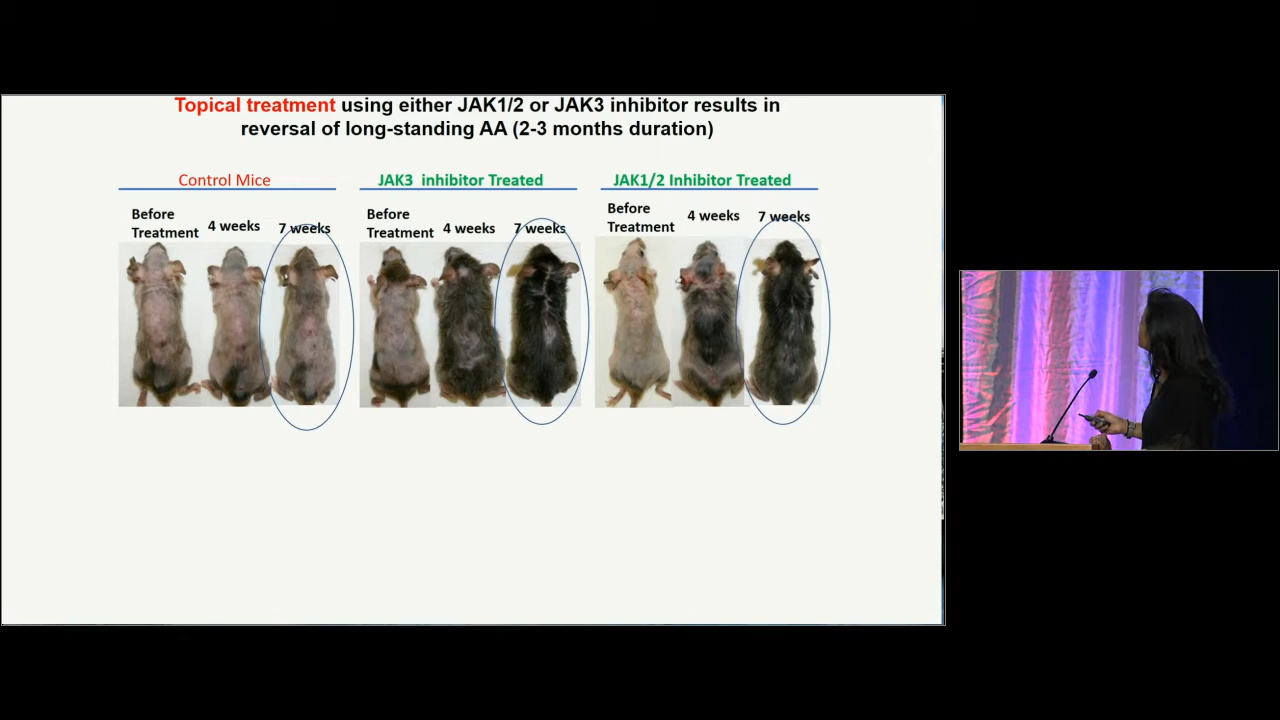 Topical treatment using either JAK1/2 or JAK3 inhibitor results in
reversal of long-standing AA (2-3 months duration)
Control Mice
Before
Treatment
4 weeks
7 weeks
JAK3 inhibitor Treated
Before
Treatment
4 weeks
7 weeks
JAK1/2 Inhibitor Treated
Before
Treatment
4 weeks
7 weeks